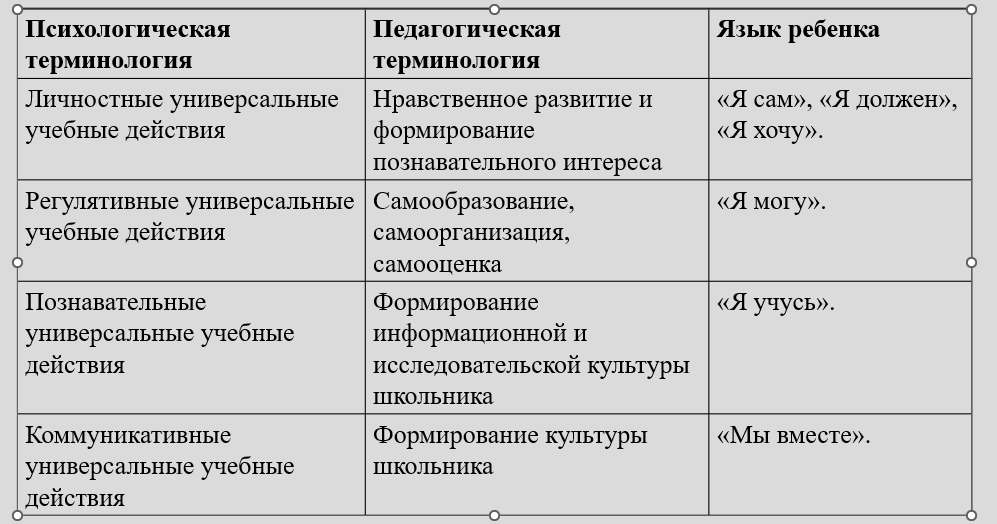 Психологическая
терминология
Педагогическая
терминология
Язык ребенка
Личностные универсальные
учебные действия
Нравственное развитие и
формирование
познавательного интереса
«Я сам», «Я должен»,
«Я хочу».
Регулятивные универсальные
учебные действия
Самообразование,
самоорганизация,
самооценка
«Я могу».
Познавательные
универсальные учебные
действия
Формирование
информационной и
исследовательской культуры
школьника
«Я учусь».
Коммуникативные
универсальные учебные
действия
Формирование культуры
школьника
«Мы вместе».